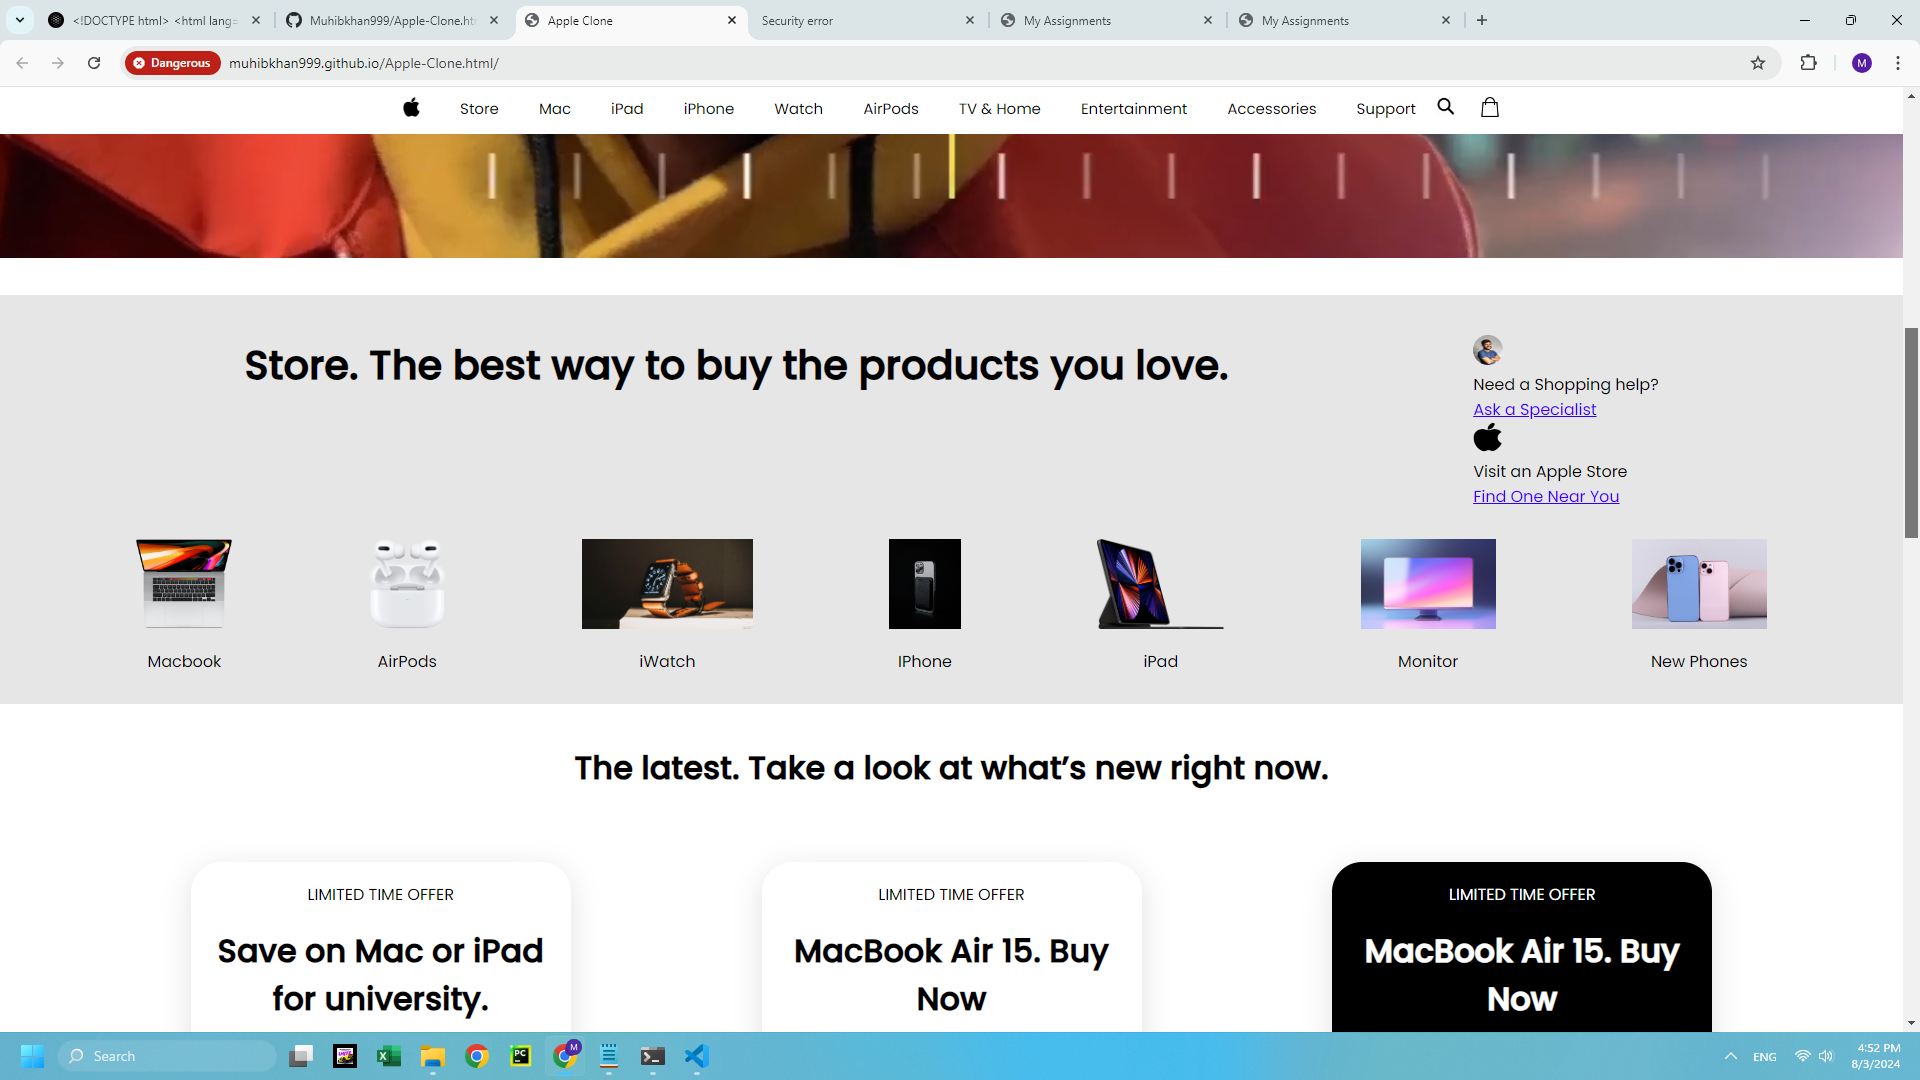 <!DOCTYPE html> <html lang=
Muhibkhan999/Apple-Clone.ht
Apple Clone
Security error
My Assignments
My Assignments
Dangerous
muhibkhan999.github.io/Apple-Clone.html/
M
Store
Mac
iPad
iPhone
Watch
AirPods
TV & Home
Entertainment
Accessories
Support
Store. The best way to buy the products you love.
Need a Shopping help?
Ask a Specialist
Visit an Apple Store
Find One Near You
Macbook
AirPods
iWatch
IPhone
iPad
Monitor
New Phones
The latest. Take a look at what’s new right now.
LIMITED TIME OFFER
Save on Mac or iPad
for university.
LIMITED TIME OFFER
MacBook Air 15. Buy
Now
LIMITED TIME OFFER
MacBook Air 15. Buy
Now
Search
PC
M
ENG
4:52 PM
8/3/2024